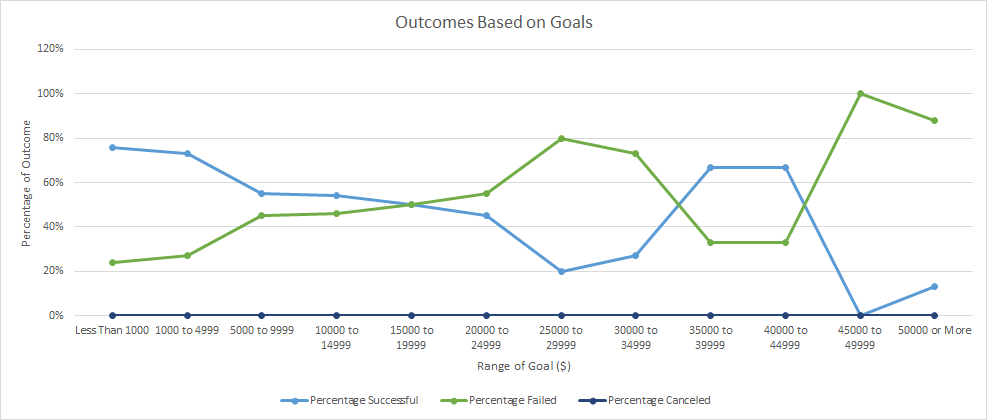 Outcomes Based on Goals
120%
100%
80%
60%
40%
20%
0%
Percentage of Outcome
Less Than 1000
1000 to 4999
5000 to 9999
10000 to
14999
15000 to
19999
20000 to
24999
25000 to
29999
30000 to
34999
35000 to
39999
40000 to
44999
45000 to
49999
50000 or More
Range of Goal ($)
Percentage Successful
Percentage Failed
Percentage Canceled